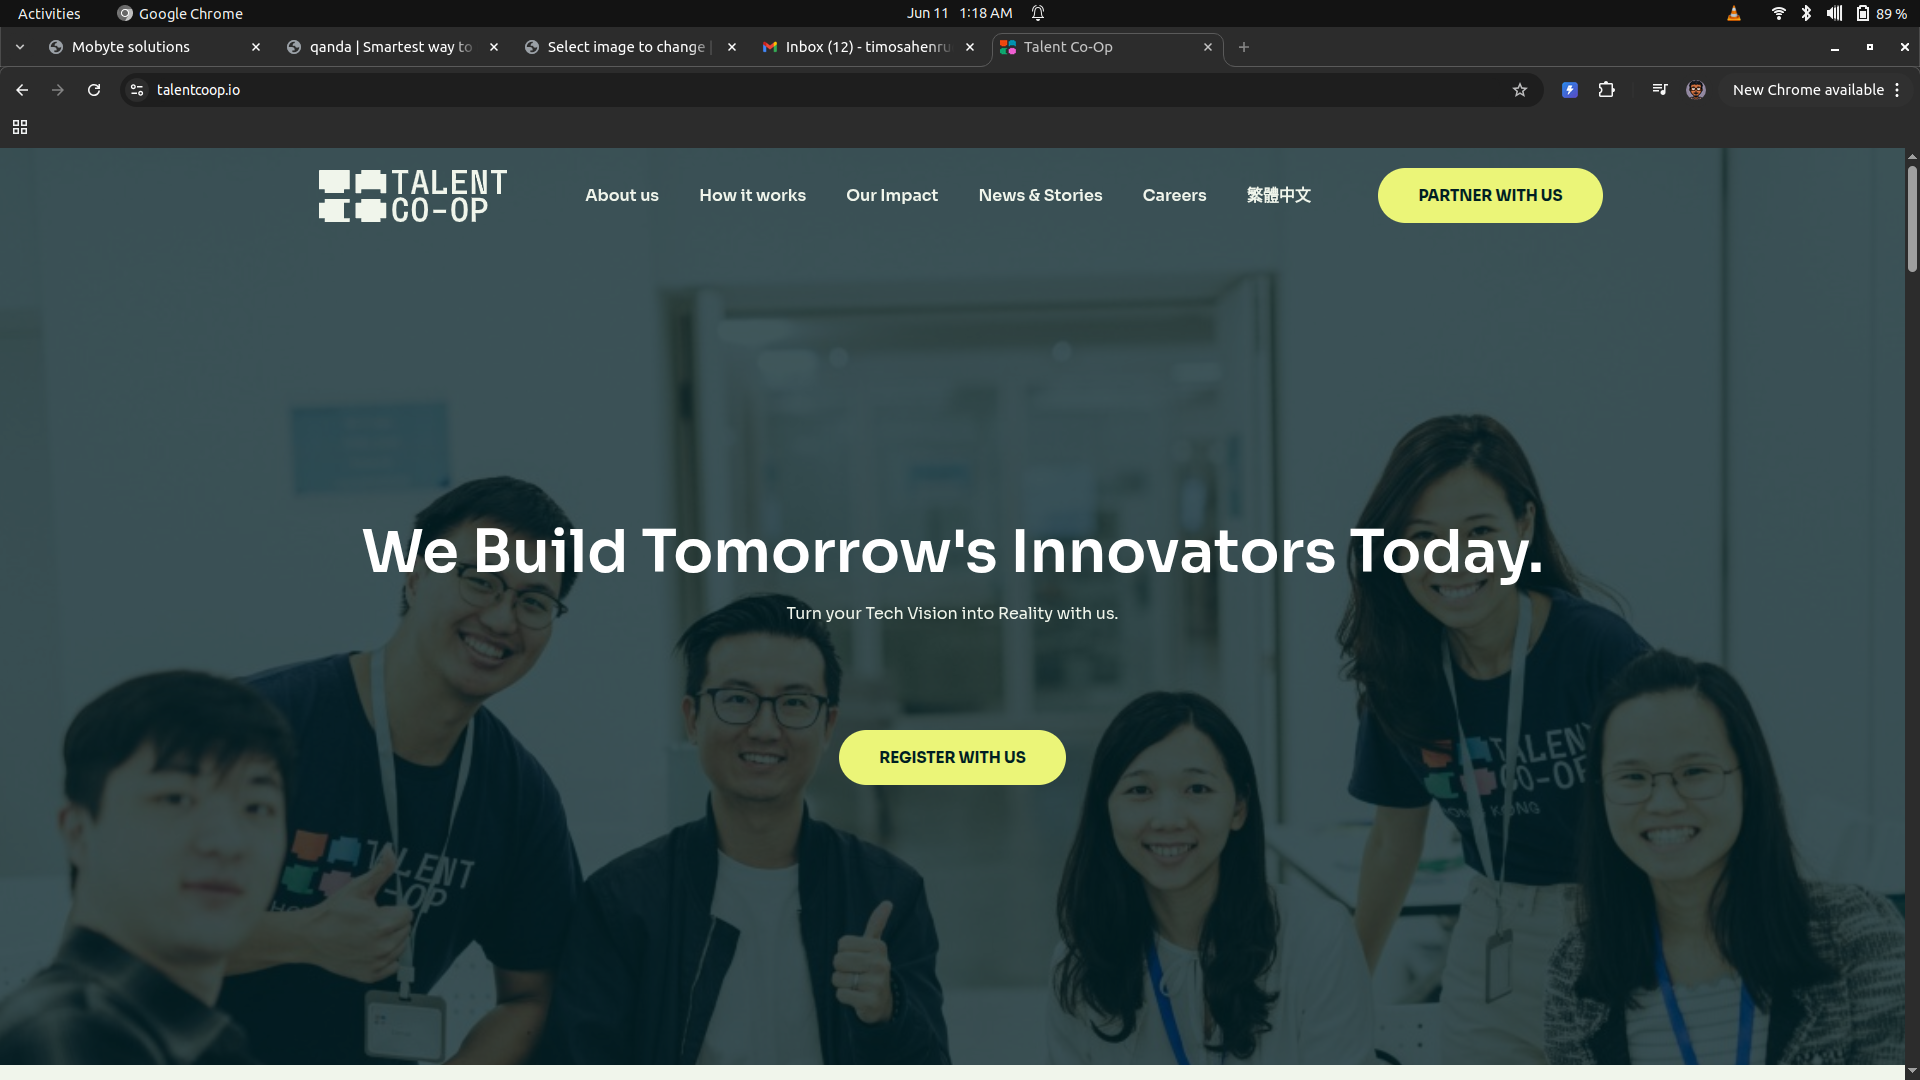 Activities
Google Chrome
Jun 11 1:18 AM
89 %
Mobyte solutions
qanda | Smartest way to
Select image to change |
Inbox (12) - timosahenru
Talent Co-Op
talentcoop.io
New Chrome available
TALENT
CO-OP
About us
How it works
Our Impact
News & Stories
Careers
繁體中文
PARTNER WITH US
We Build Tomorrow's Innovators Today.
Turn your Tech Vision into Reality with us.
REGISTER WITH US
TALENT
CO-OP
HONG KONG
TALENT
CO-OP